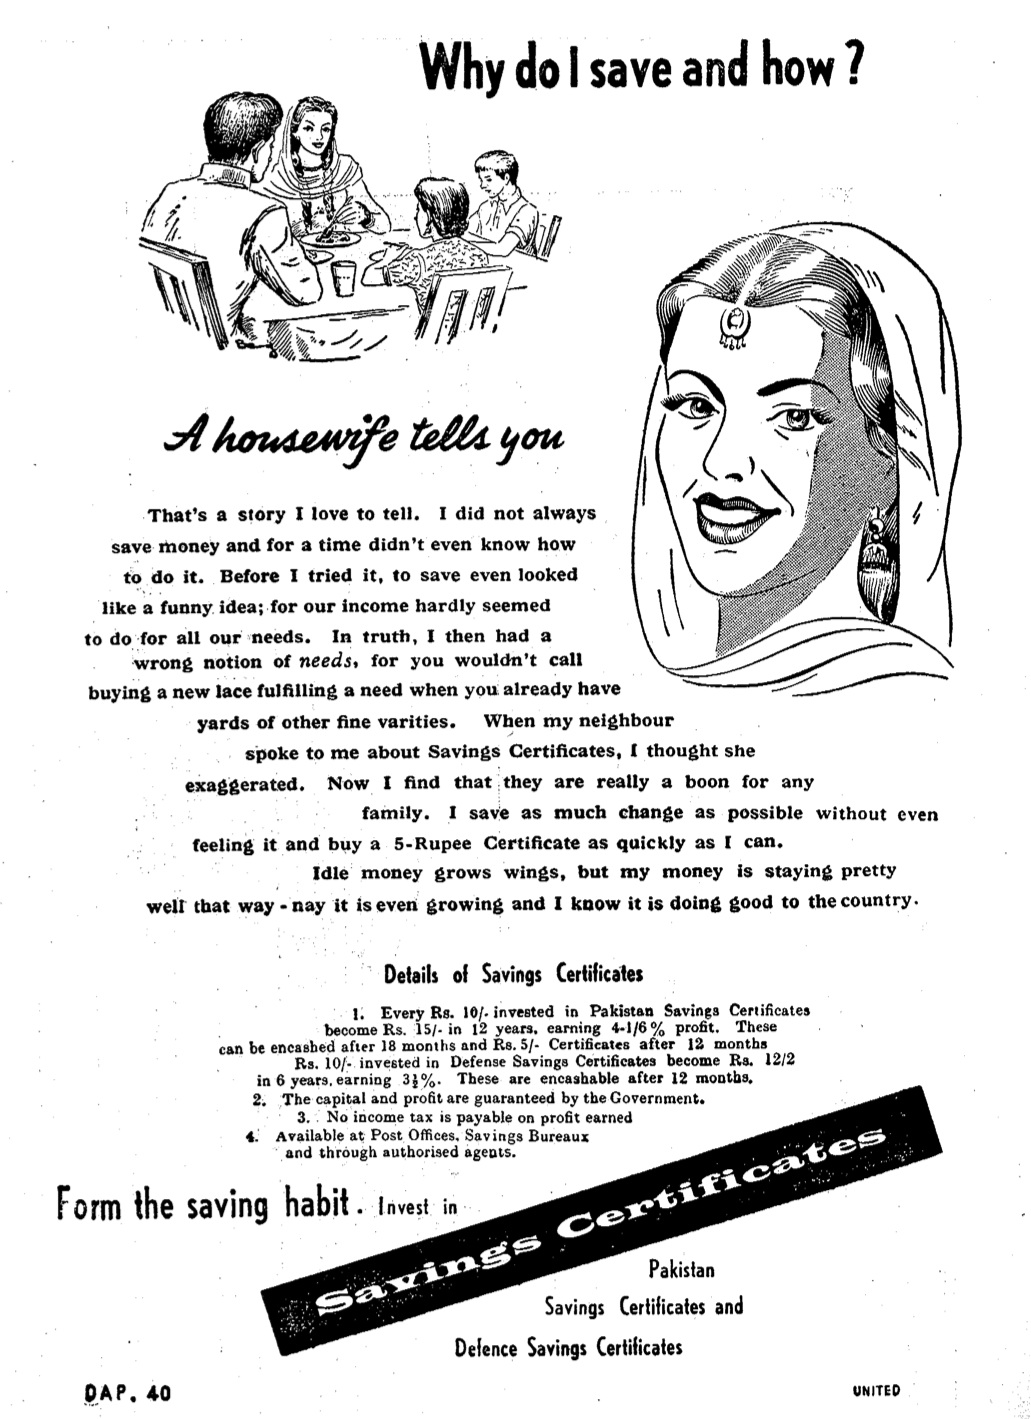 Why do I save and how?
A housewife tells you
That's a story I love to tell. I did not always
save money and for a time didn't even know how
to do it. Before I tried it, to save even looked
like a funny idea; for our income hardly seemed
to do for all our needs. In truth, I then had a
wrong notion of needs, for you wouldn't call
buying a new lace fulfilling a need when you already have
yards of other fine varities. When my neighbour
spoke to me about Savings Certificates, I thought she
exaggerated. Now I find that they are really a boon for any
family. I save as much change as possible without even
feeling it and buy a 5-Rupee Certificate as quickly as I can.
Idle money grows wings, but my money is staying pretty
well that way - nay it is even growing and I know it is doing good to the country.
Details of Savings Certificates
1. Every Rs. 10/- invested in Pakistan Savings Certificates
become Rs. 15/- in 12 years, earning 4-1/6% profit. These
can be encashed after 18 months and Rs. 5/- Certificates after 12 months
Rs. 10/- invested in Defense Savings Certificates become Rs. 12/2
in 6 years, earning 3½%. These are encashable after 12 months.
2. The capital and profit are guaranteed by the Government.
3. No income tax is payable on profit earned
4. Available at Post Offices, Savings Bureaux
and through authorised agents.
Form the saving habit. Invest in
Savings Certificates
Pakistan
Savings Certificates and
Defence Savings Certificates
DAP. 40
UNITED